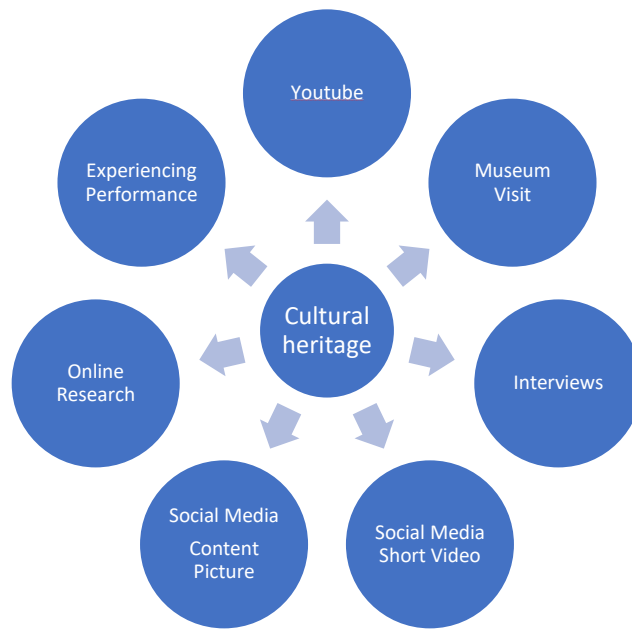 Youtube
Experiencing
Performance
Museum
Visit
Cultural
heritage
Online
Research
Interviews
Social Media
Content
Picture
Social Media
Short Video